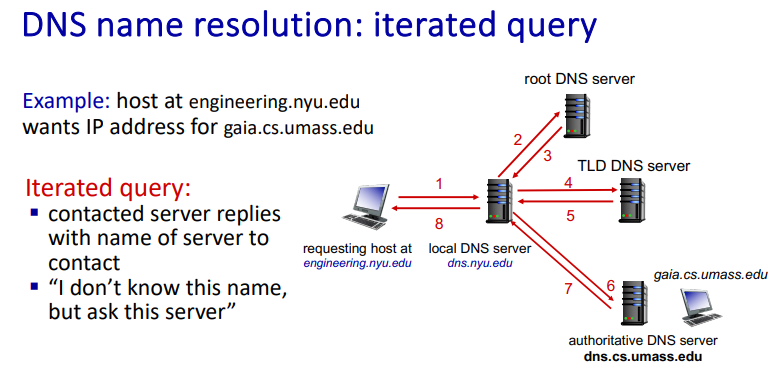 DNS name resolution: iterated query
Example: host at engineering.nyu.edu
wants IP address for gaia.cs.umass.edu
Iterated query:
▪ contacted server replies
with name of server to
contact
▪ “I don’t know this name,
but ask this server”
root DNS server
2
3
TLD DNS server
1
4
5
8
requesting host at
engineering.nyu.edu
local DNS server
dns.nyu.edu
7
6
gaia.cs.umass.edu
authoritative DNS server
dns.cs.umass.edu